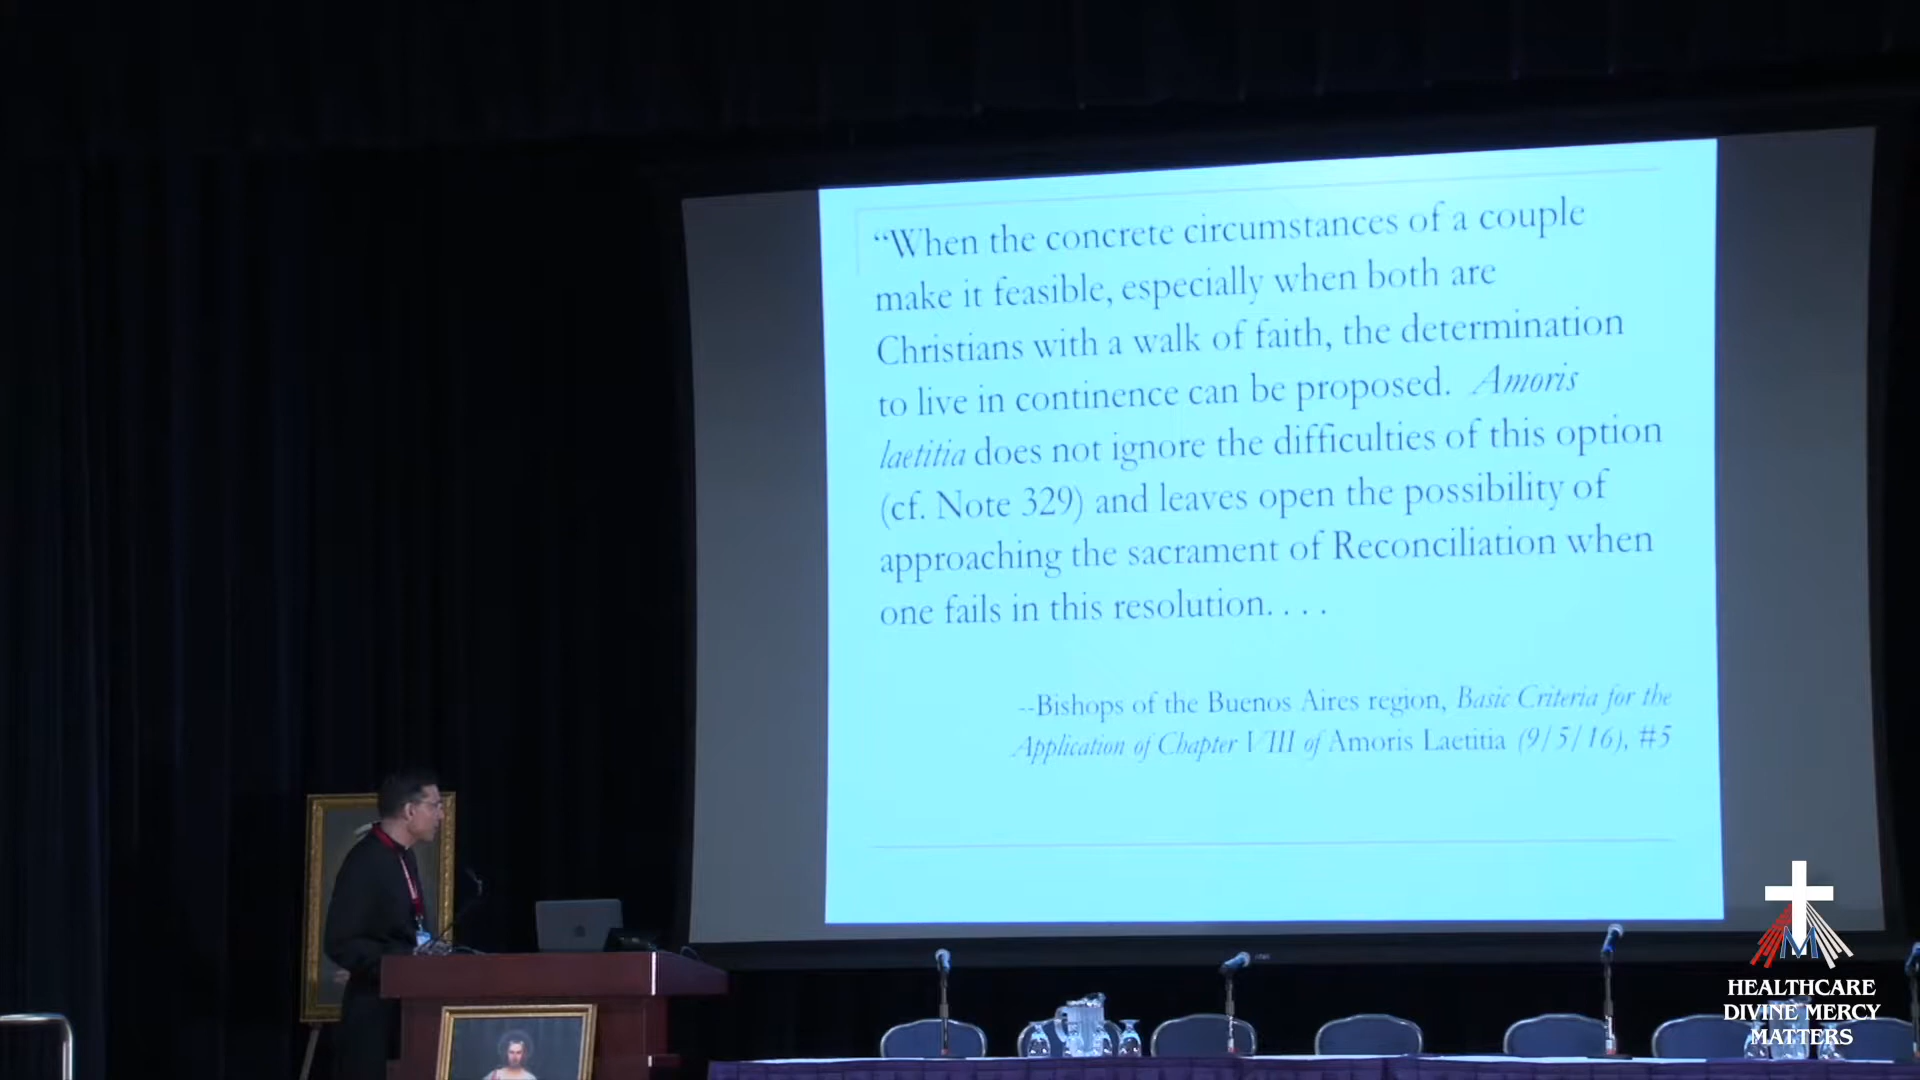 “When the concrete circumstances of a couple
make it feasible, especially when both are
Christians with a walk of faith, the determination
to live in continence can be proposed. Amoris
laetitia does not ignore the difficulties of this option
(cf. Note 329) and leaves open the possibility of
approaching the sacrament of Reconciliation when
one fails in this resolution. . . .
--Bishops of the Buenos Aires region, Basic Criteria for the
Application of Chapter VIII of Amoris Laetitia (9/5/16), #5
M
HEALTHCARE
DIVINE MERCY
MATTERS